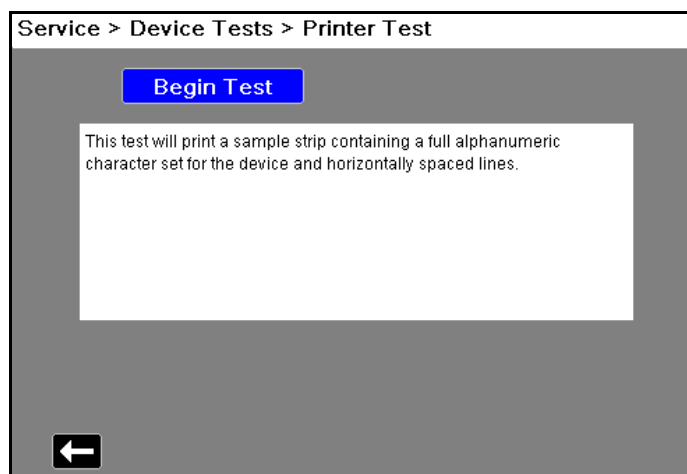 Service > Device Tests > Printer Test
Begin Test
This test will print a sample strip containing a full alphanumeric
character set for the device and horizontally spaced lines.